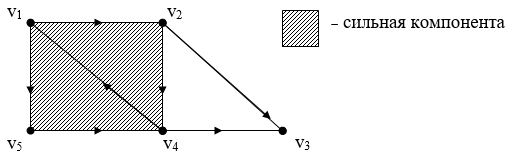 v1 v2
– сильная компонента
v5 v4 v3